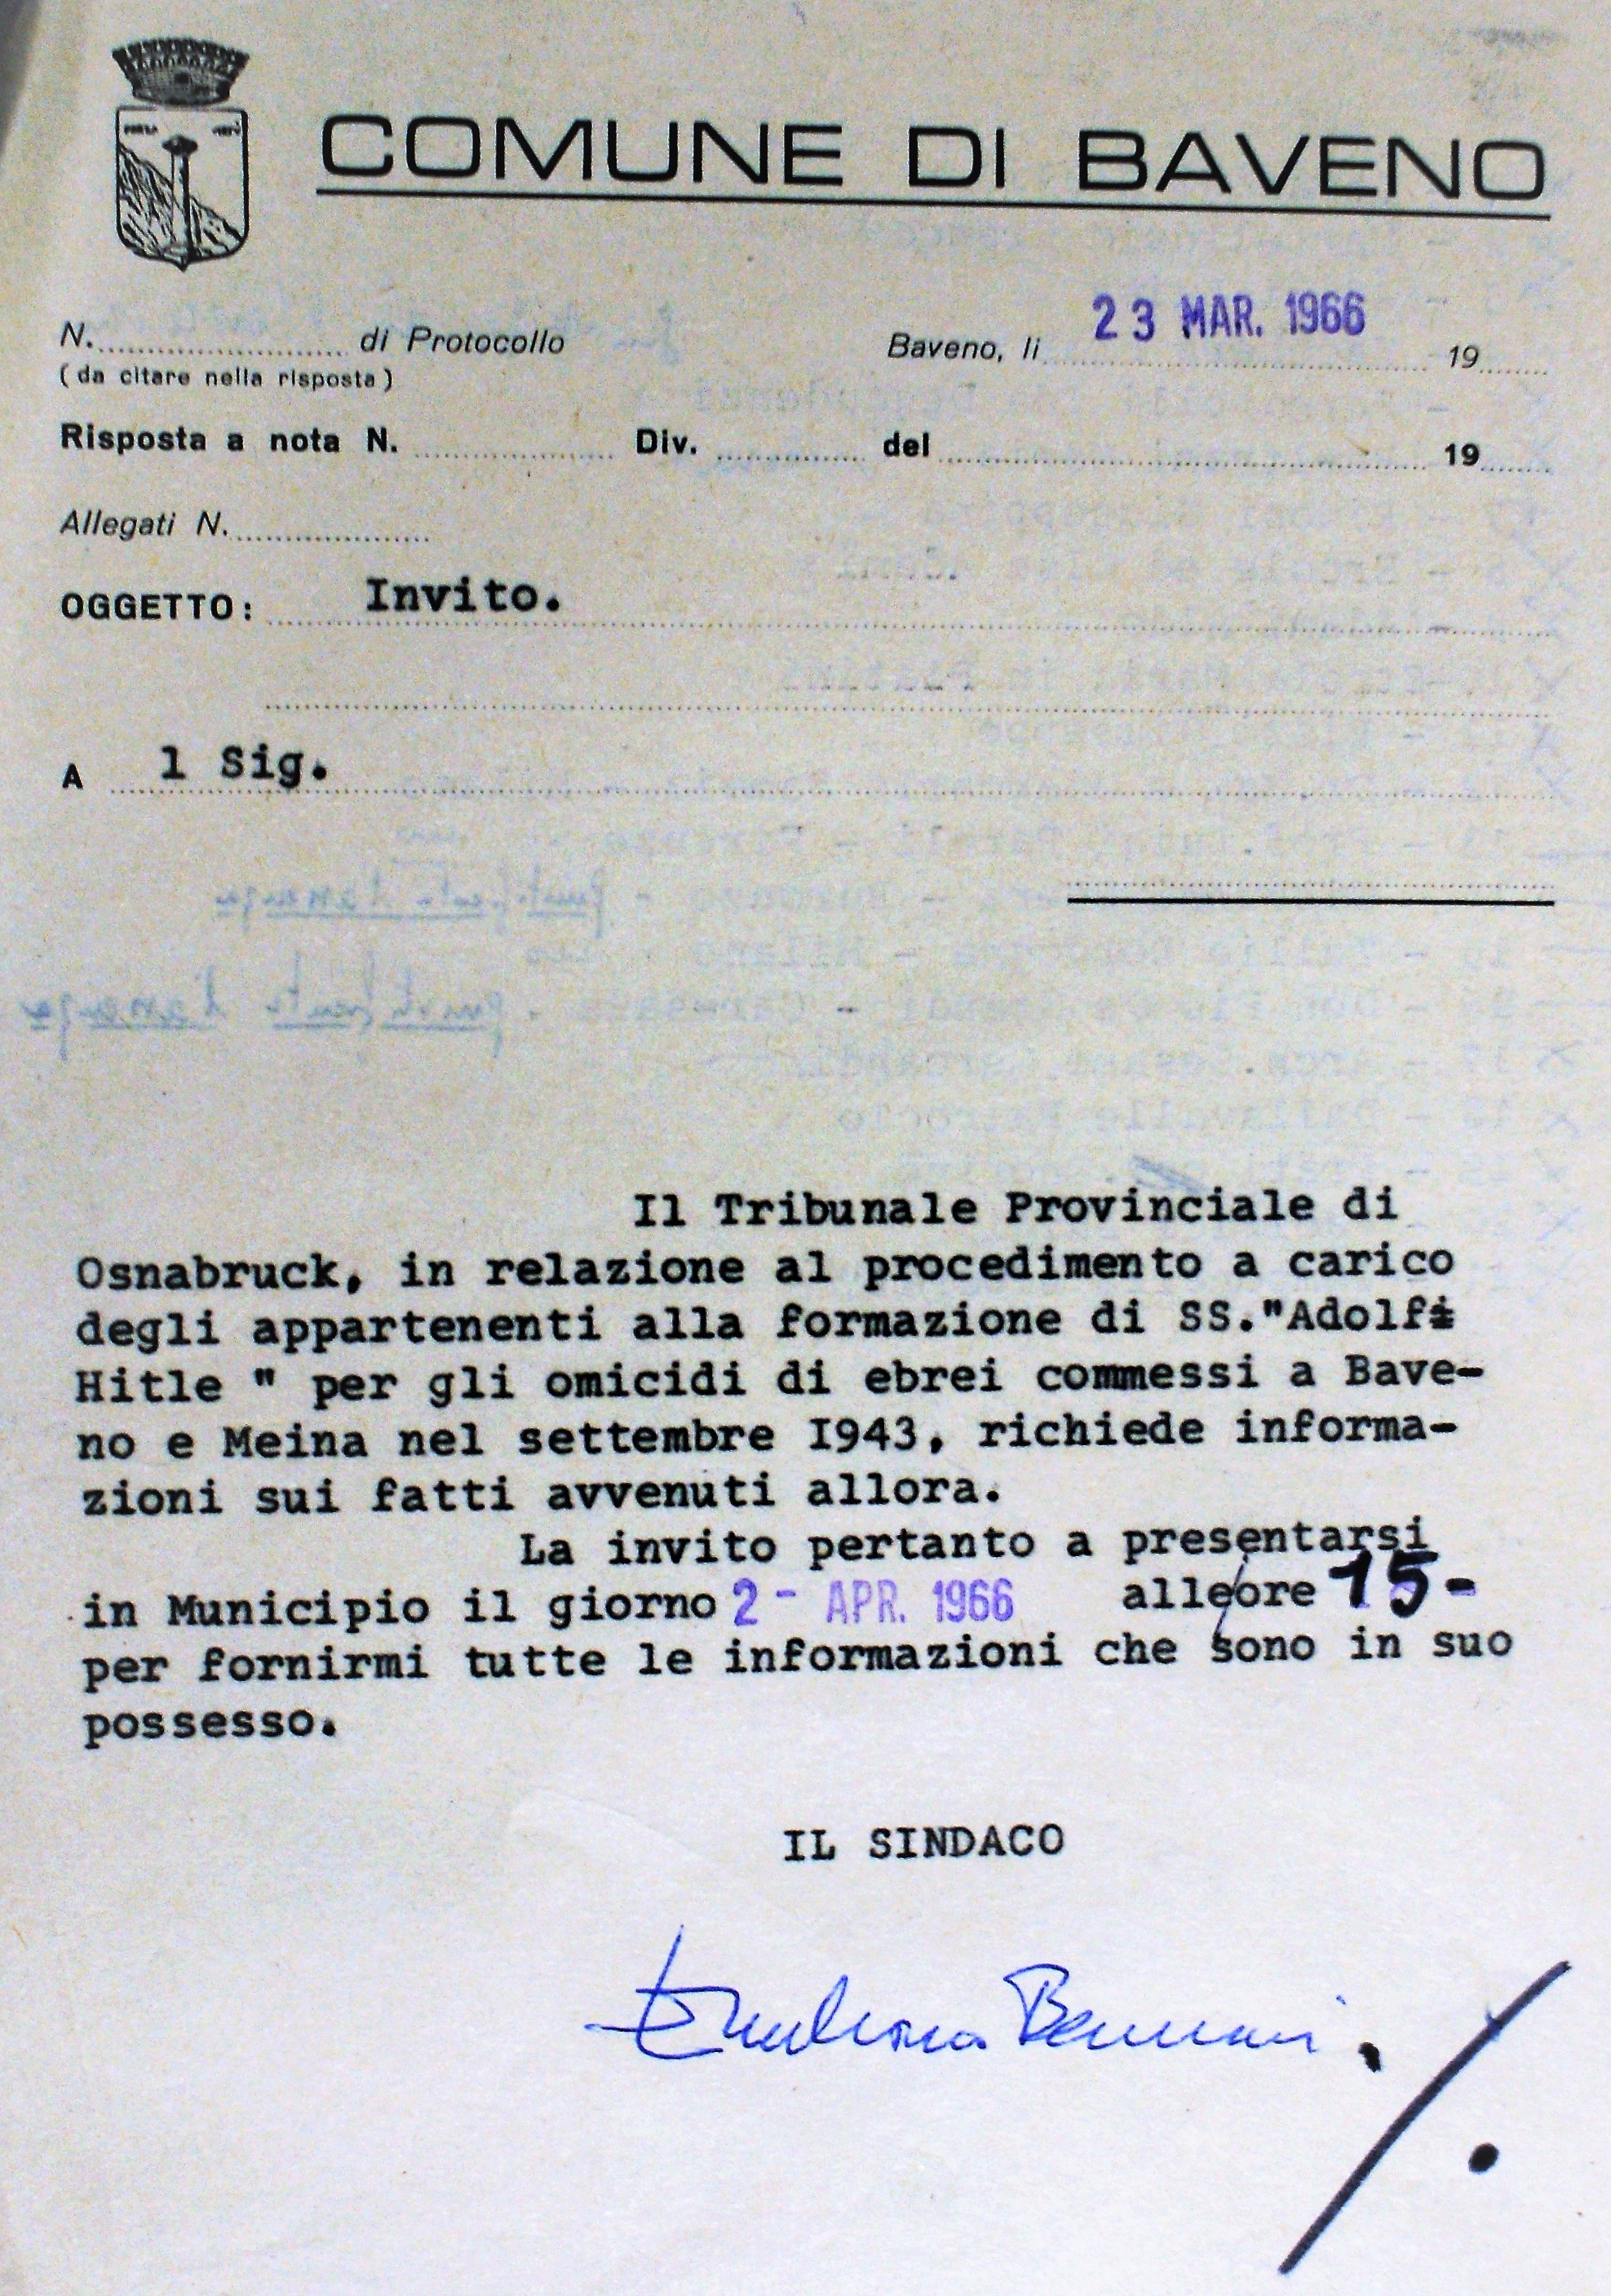 COMUNE DI BAVENO
N. di Protocollo
(da citare nella risposta)
Baveno, li 23 MAR. 1966 19
Risposta a nota N. Div. del 19
Allegati N.
OGGETTO: Invito.
A l Sig.
Il Tribunale Provinciale di
Osnabruck, in relazione al procedimento a carico
degli appartenenti alla formazione di SS."Adolf
Hitle " per gli omicidi di ebrei commessi a Bave-
no e Meina nel settembre I943, richiede informa-
zioni sui fatti avvenuti allora.
La invito pertanto a presentarsi
in Municipio il giorno 2 - APR. 1966 alle ore 15-
per fornirmi tutte le informazioni che sono in suo
possesso.
IL SINDACO